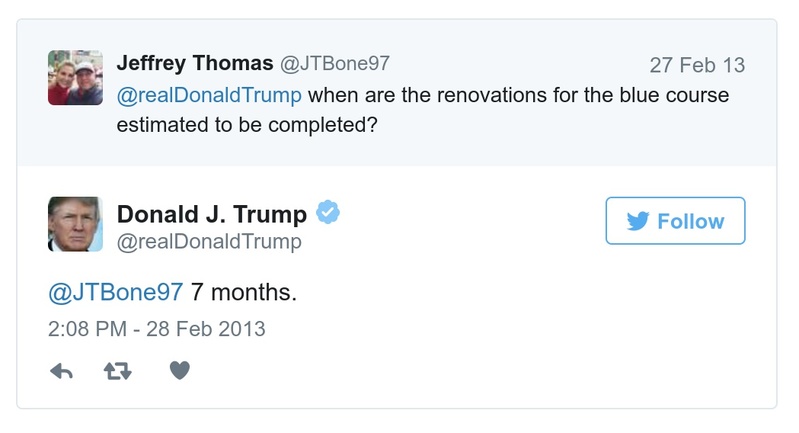 Jeffrey Thomas @JTBone97 27 Feb 13
@realDonaldTrump when are the renovations for the blue course
estimated to be completed?
Donald J. Trump
@realDonaldTrump
Follow
@JTBone97 7 months.
2:08 PM - 28 Feb 2013